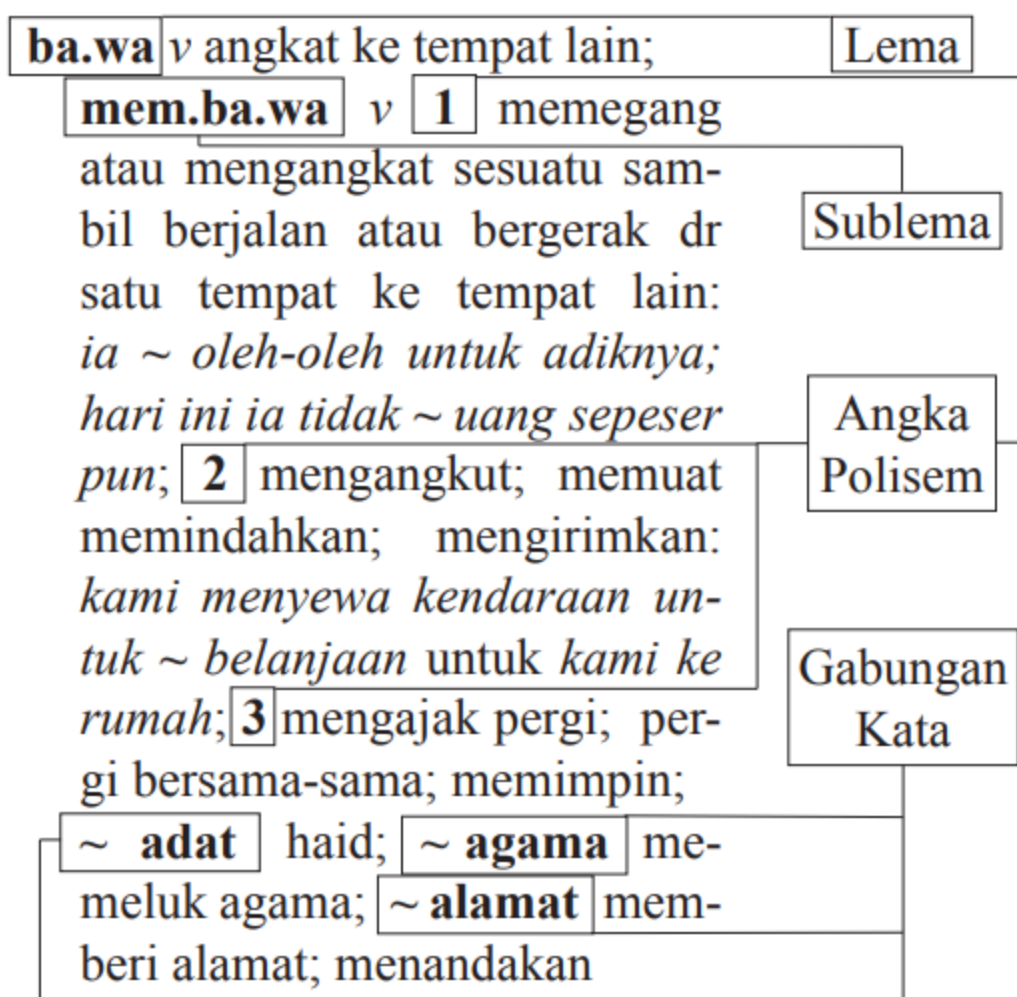 ba.wa v angkat ke tempat lain;
Lema
mem.ba.wa v 1 memegang
atau mengangkat sesuatu sam-
bil berjalan atau bergerak dr
Sublema
satu tempat ke tempat lain:
ia ~ oleh-oleh untuk adiknya;
hari ini ia tidak ~ uang sepeser
Angka
Polisem
pun; 2 mengangkut; memuat
memindahkan; mengirimkan:
kami menyewa kendaraan un-
tuk ~ belanjaan untuk kami ke
Gabungan
Kata
rumah; 3 mengajak pergi; per-
gi bersama-sama; memimpin;
~ adat haid; ~ agama me-
meluk agama; ~ alamat mem-
beri alamat; menandakan